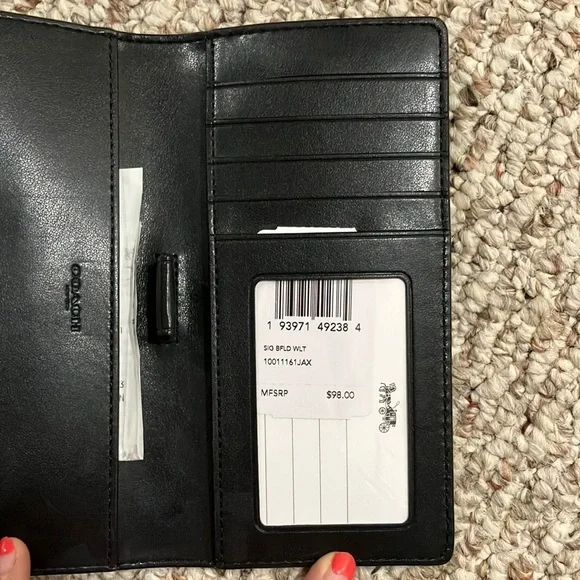 COACH
1 93971 49238 4
SIG BFLD WLT
10011161JAX
MFSRP $98.00